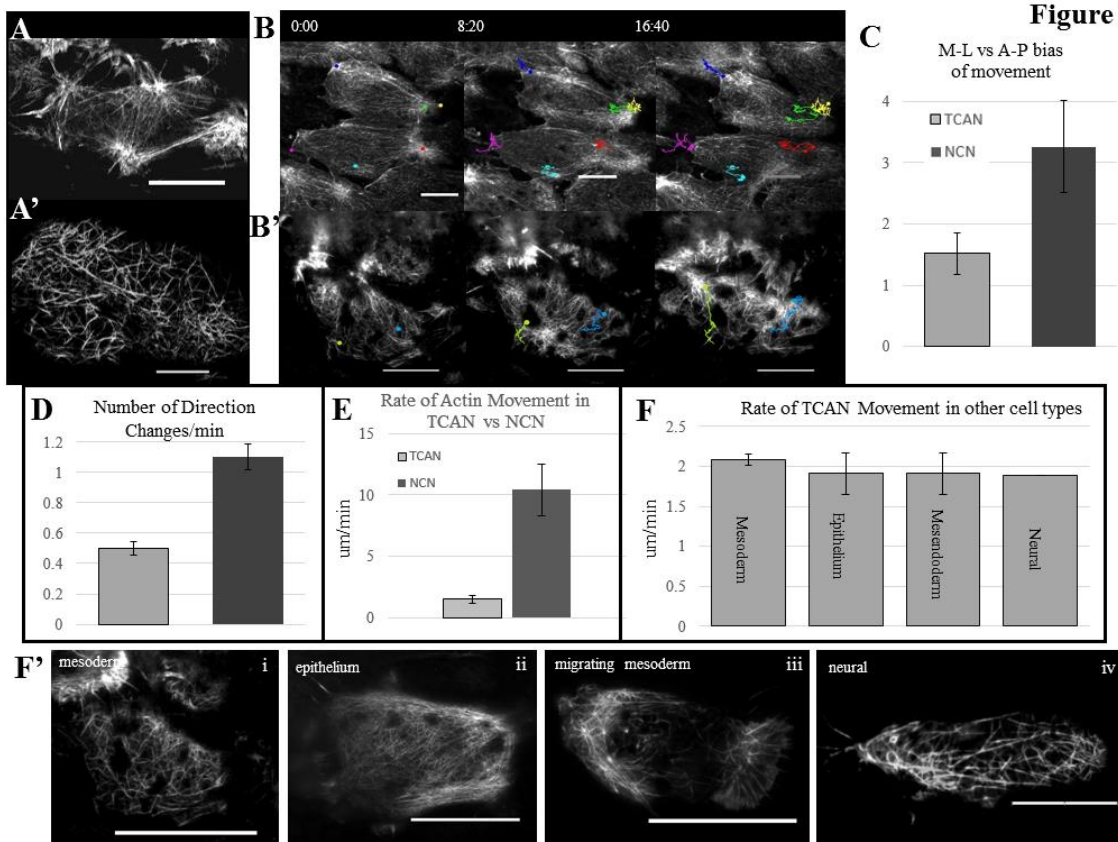 Figure
A
A'
B
0:00 8:20 16:40
B'
C
M-L vs A-P bias
of movement
4
3
2
1
0
TCAN
NCN
D
Number of Direction
Changes/min
1.2
1
0.8
0.6
0.4
0.2
0
E
Rate of Actin Movement in
TCAN vs NCN
15
10
5
0
um/min
TCAN
NCN
F
Rate of TCAN Movement in other cell types
2.5
2
1.5
1
0.5
0
um/min
Mesoderm
Epithelium
Mesendoderm
Neural
F'
mesoderm i
epithelium ii
migrating mesoderm iii
neural iv